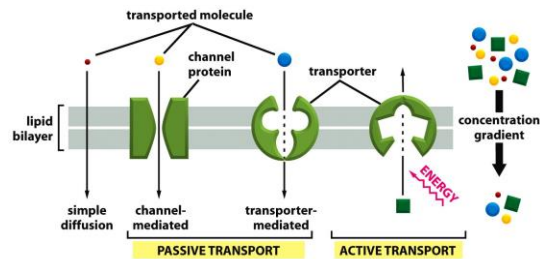 transported molecule
channel
protein
transporter
lipid
bilayer
concentration
gradient
ENERGY
simple
diffusion
channel-
mediated
transporter-
mediated
PASSIVE TRANSPORT
ACTIVE TRANSPORT